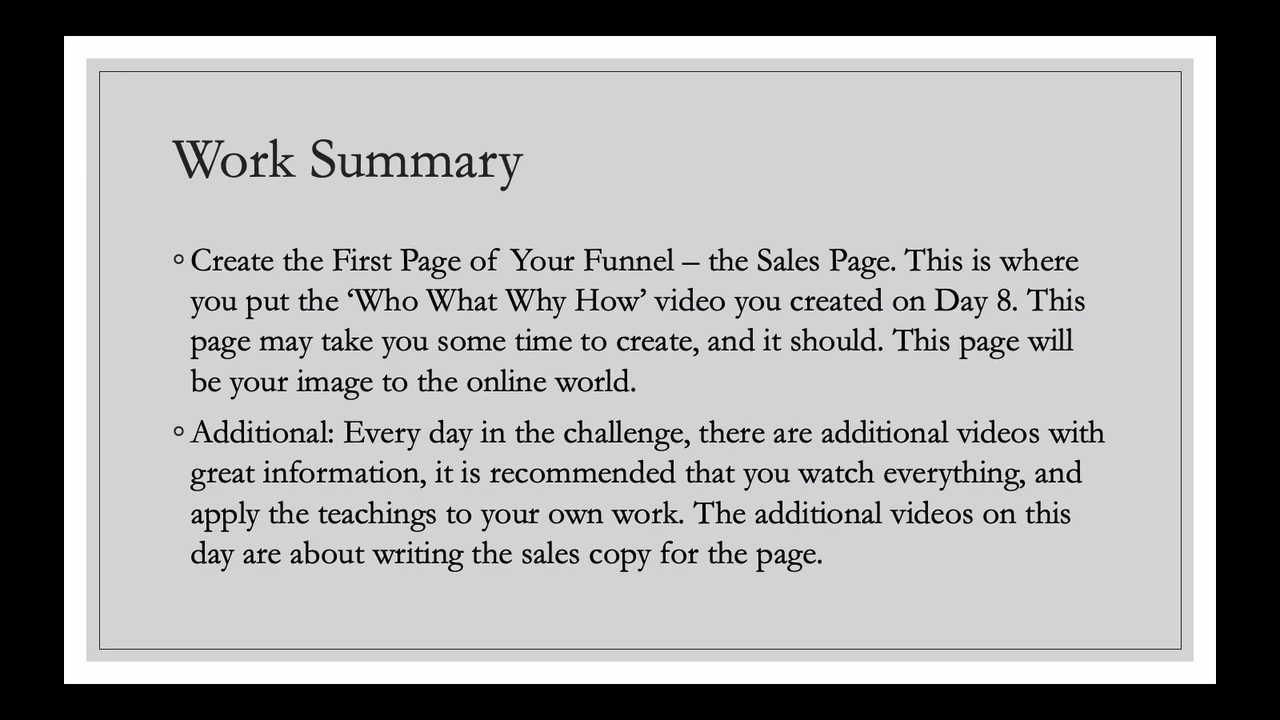 Work Summary
◦ Create the First Page of Your Funnel – the Sales Page. This is where
you put the ‘Who What Why How’ video you created on Day 8. This
page may take you some time to create, and it should. This page will
be your image to the online world.
◦ Additional: Every day in the challenge, there are additional videos with
great information, it is recommended that you watch everything, and
apply the teachings to your own work. The additional videos on this
day are about writing the sales copy for the page.